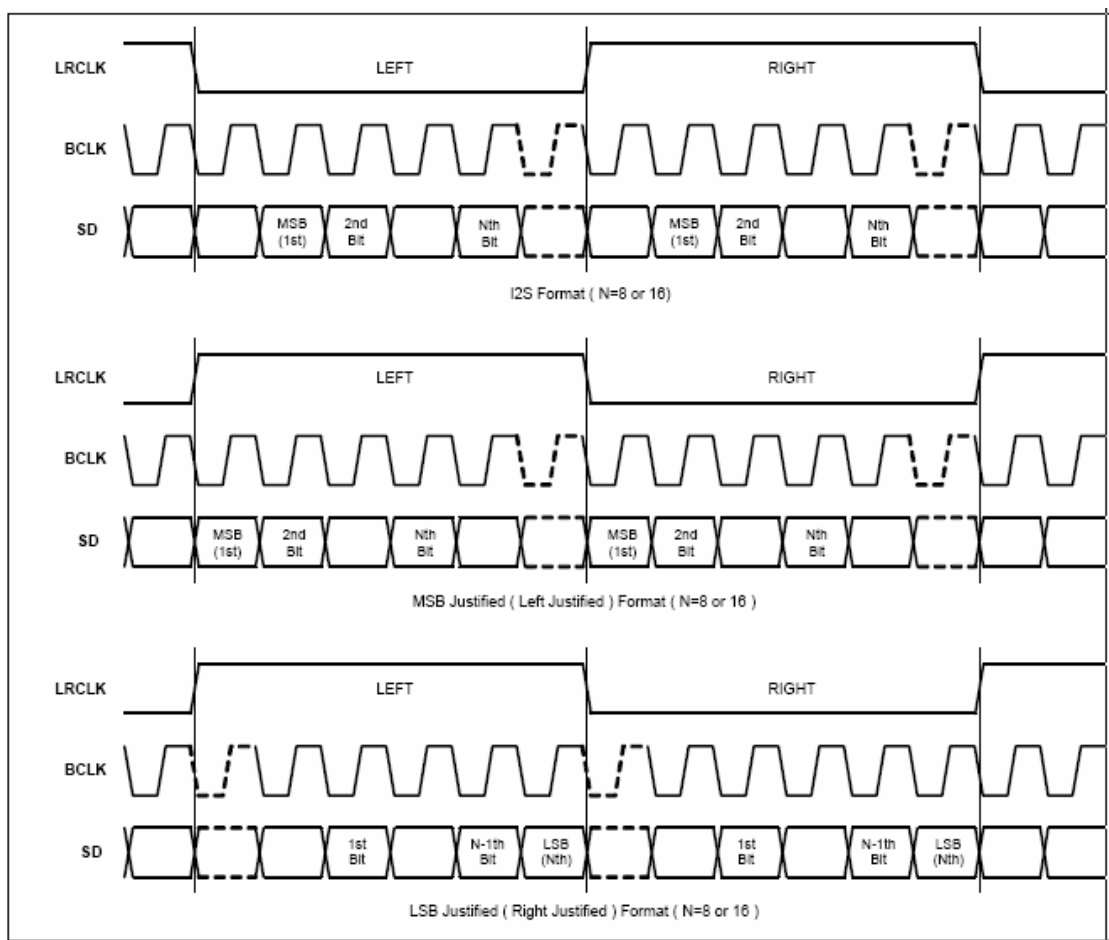 LRCLK LEFT RIGHT
BCLK
SD MSB (1st) 2nd Bit Nth Bit MSB (1st) 2nd Bit Nth Bit
I2S Format ( N=8 or 16)
LRCLK LEFT RIGHT
BCLK
SD MSB (1st) 2nd Bit Nth Bit MSB (1st) 2nd Bit Nth Bit
MSB Justified ( Left Justified ) Format ( N=8 or 16 )
LRCLK LEFT RIGHT
BCLK
SD 1st Bit N-1th Bit LSB (Nth) 1st Bit N-1th Bit LSB (Nth)
LSB Justified ( Right Justified ) Format ( N=8 or 16 )